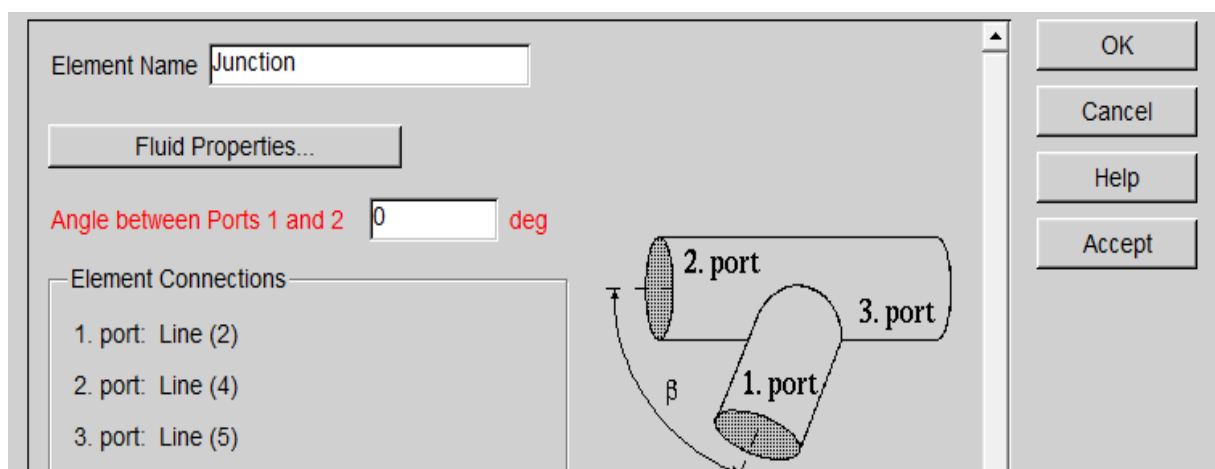 Element Name Junction
OK
Cancel
Fluid Properties...
Help
Angle between Ports 1 and 2 0 deg
Accept
Element Connections
2. port
3. port
1. port: Line (2)
2. port: Line (4)
β
1. port
3. port: Line (5)